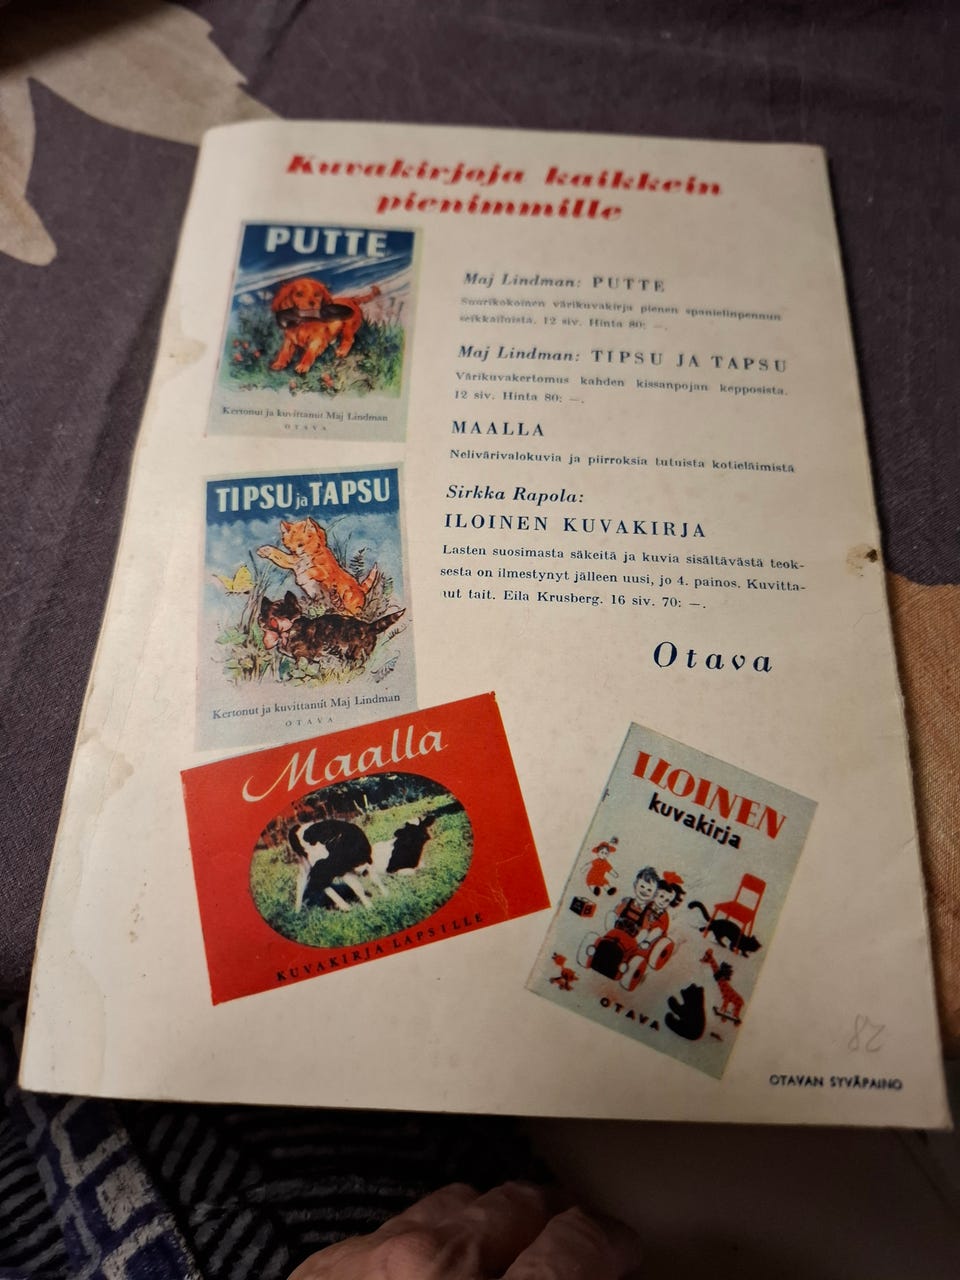 Kuvakirjoja kaikkein
pienimmille
PUTTE
Kertonut ja kuvittanut Maj Lindman
OTAVA
Maj Lindman: PUTTE
Suurikokoinen värikuvakirja pienen spanielinpennun
seikkailuista. 12 siv. Hinta 80: —.
Maj Lindman: TIPSU JA TAPSU
Värikuvakertomus kahden kissanpojan kepposista.
12 siv. Hinta 80: —.
MAALLA
Nelivärivalokuvia ja piirroksia tutuista kotieläimistä
Sirkka Rapola:
ILOINEN KUVAKIRJA
Lasten suosimasta säkeitä ja kuvia sisältävästä teok-
sesta on ilmestynyt jälleen uusi, jo 4. painos. Kuvitta-
ut tait. Eila Krusberg. 16 siv. 70: —.
Otava
TIPSU ja TAPSU
Kertonut ja kuvittanut Maj Lindman
OTAVA
Maalla
KUVAKIRJA LAPSILLE
ILOINEN
kuvakirja
OTAVA
28
OTAVAN SYVÄPAINO